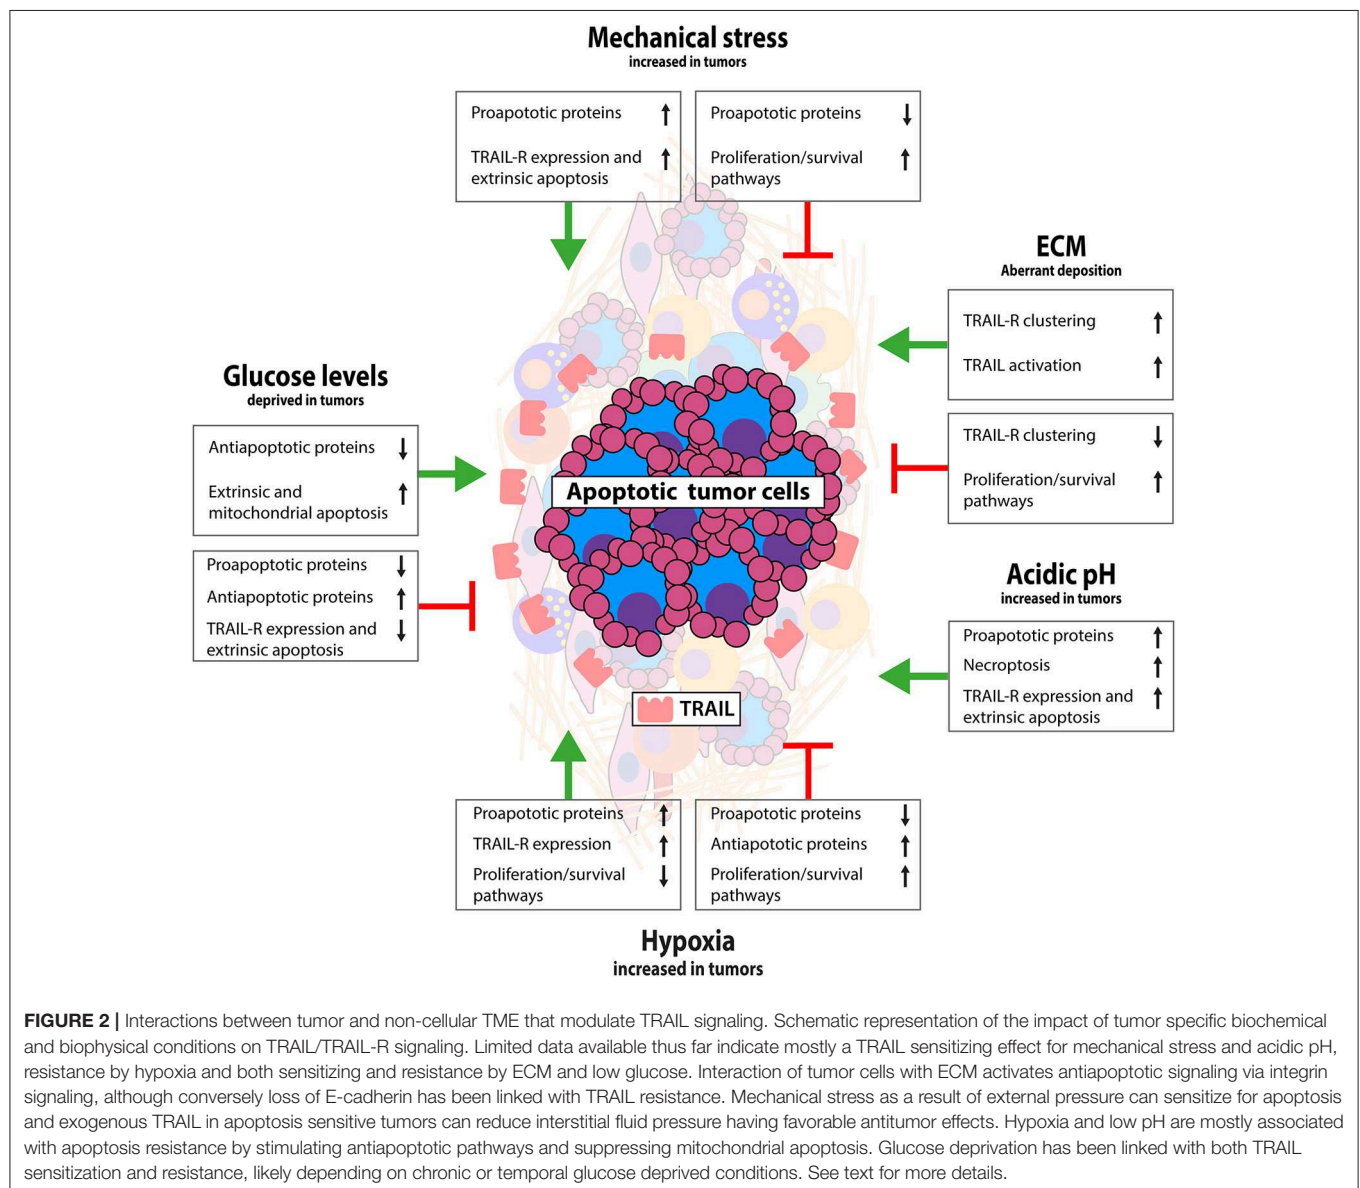 Mechanical stress
increased in tumors
Proapototic proteins ↑
TRAIL-R expression and ↑
extrinsic apoptosis
Proapototic proteins ↓
Proliferation/survival ↑
pathways
ECM
Aberrant deposition
TRAIL-R clustering ↑
TRAIL activation ↑
TRAIL-R clustering ↓
Proliferation/survival ↑
pathways
Glucose levels
deprived in tumors
Antiapoptotic proteins ↓
Extrinsic and ↑
mitochondrial apoptosis
Proapoptotic proteins ↓
Antiapoptotic proteins ↑
TRAIL-R expression and ↓
extrinsic apoptosis
Apoptotic tumor cells
Acidic pH
increased in tumors
Proapototic proteins ↑
Necroptosis ↑
TRAIL-R expression and ↑
extrinsic apoptosis
TRAIL
Proapototic proteins ↑
TRAIL-R expression ↑
Proliferation/survival ↓
pathways
Proapototic proteins ↓
Antiapototic proteins ↑
Proliferation/survival ↑
pathways
Hypoxia
increased in tumors
FIGURE 2 | Interactions between tumor and non-cellular TME that modulate TRAIL signaling. Schematic representation of the impact of tumor specific biochemical
and biophysical conditions on TRAIL/TRAIL-R signaling. Limited data available thus far indicate mostly a TRAIL sensitizing effect for mechanical stress and acidic pH,
resistance by hypoxia and both sensitizing and resistance by ECM and low glucose. Interaction of tumor cells with ECM activates antiapoptotic signaling via integrin
signaling, although conversely loss of E-cadherin has been linked with TRAIL resistance. Mechanical stress as a result of external pressure can sensitize for apoptosis
and exogenous TRAIL in apoptosis sensitive tumors can reduce interstitial fluid pressure having favorable antitumor effects. Hypoxia and low pH are mostly associated
with apoptosis resistance by stimulating antiapoptotic pathways and suppressing mitochondrial apoptosis. Glucose deprivation has been linked with both TRAIL
sensitization and resistance, likely depending on chronic or temporal glucose deprived conditions. See text for more details.